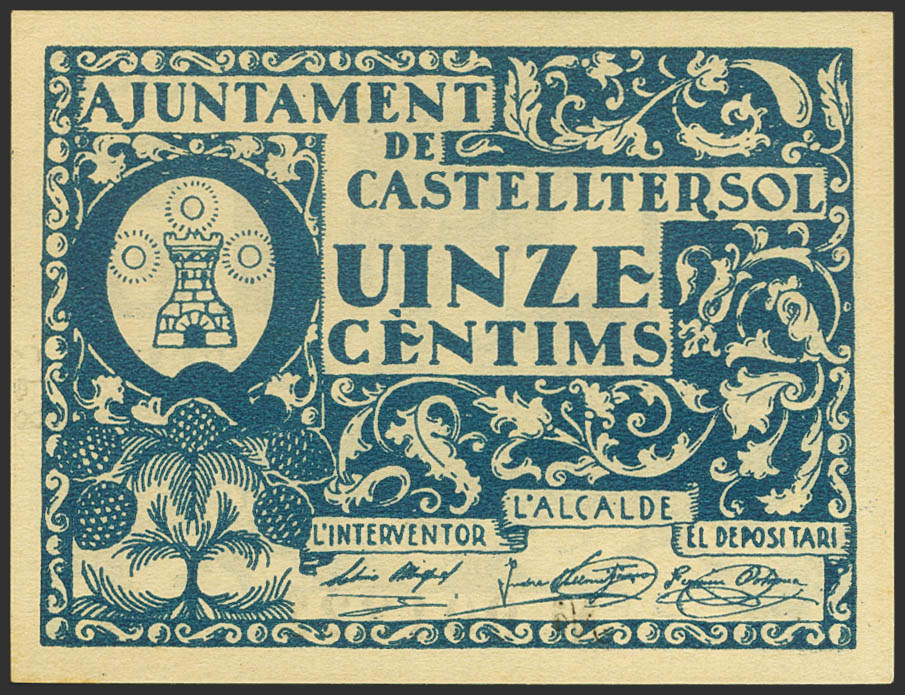 AJUNTAMENT
DE
CASTELLTERSOL
QUINZE
CÈNTIMS
L'ALCALDE
L'INTERVENTOR
EL DEPOSITARI